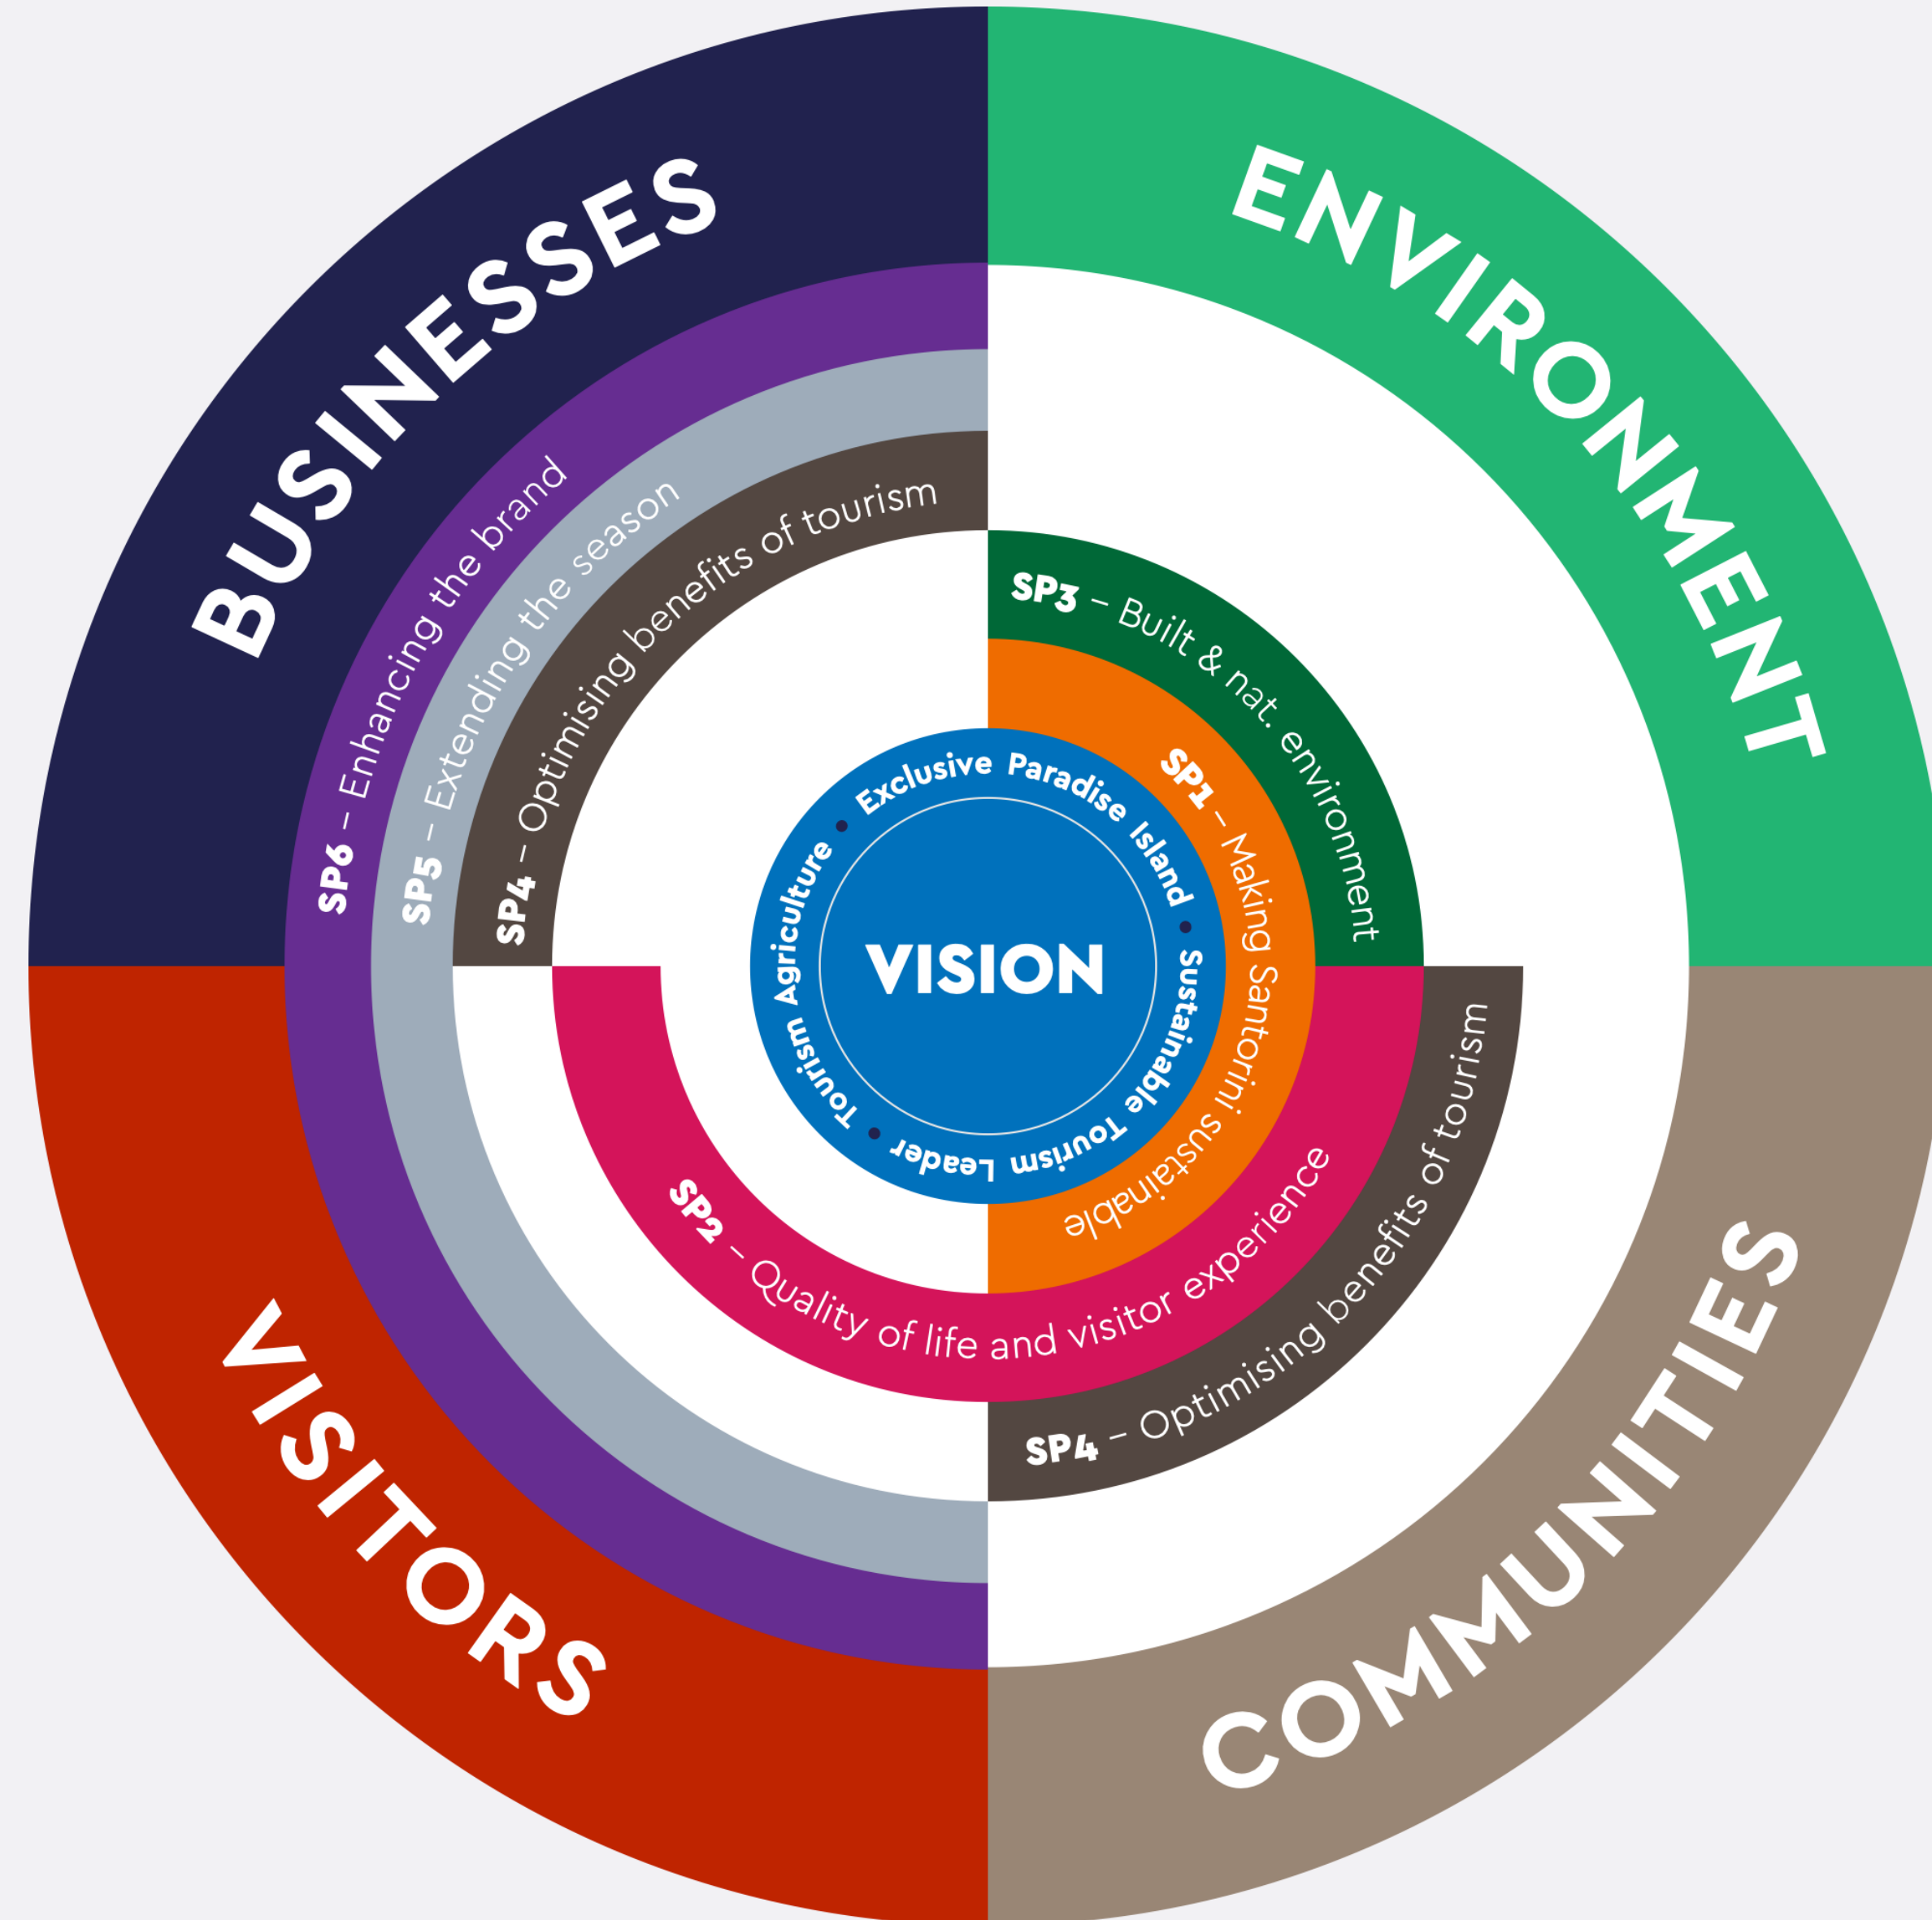 BUSINESSES
ENVIRONMENT
SP6 – Enhancing the brand
SP5 – Extending the season
SP4 – Optimising benefits of tourism
SP3 – Built & nat. environment
SP1 – Making Santorini sustainable
Exclusive Paradise Island • Sustainable Tourism Leader • Tourism Agriculture •
VISION
SP2 – Quality of life and visitor experience
SP4 – Optimising benefits of tourism
VISITORS
COMMUNITIES